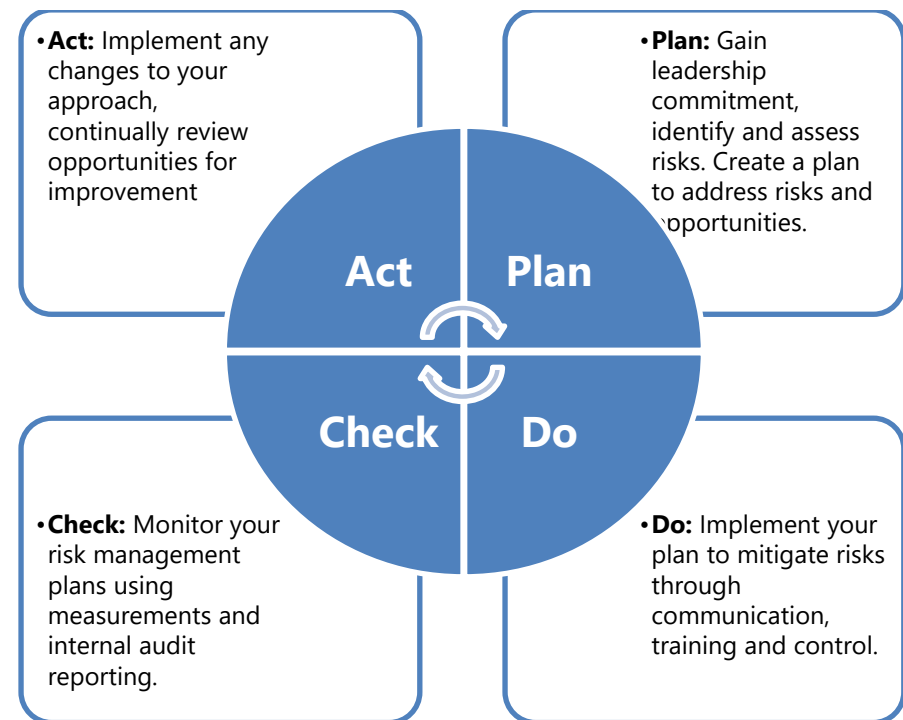 •Act: Implement any
changes to your
approach,
continually review
opportunities for
improvement
•Plan: Gain
leadership
commitment,
identify and assess
risks. Create a plan
to address risks and
opportunities.
Act
Plan
Check
Do
•Check: Monitor your
risk management
plans using
measurements and
internal audit
reporting.
•Do: Implement your
plan to mitigate risks
through
communication,
training and control.